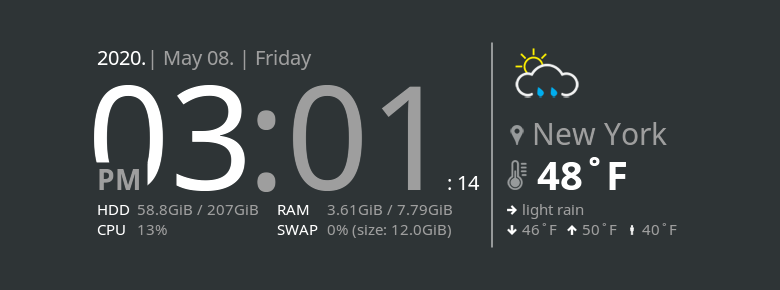 2020.| May 08. | Friday
03:01
PM
: 14
HDD 58.8GiB / 207GiB RAM 3.61GiB / 7.79GiB
CPU 13% SWAP 0% (size: 12.0GiB)
New York
48°F
light rain
46°F 50°F 40°F